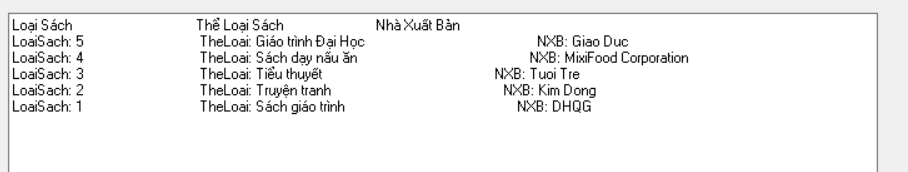 Loại Sách Thể Loại Sách Nhà Xuất Bản
LoaiSach: 5 TheLoai: Giáo trình Đại Học NXB: Giao Duc
LoaiSach: 4 TheLoai: Sách dạy nấu ăn NXB: MixiFood Corporation
LoaiSach: 3 TheLoai: Tiểu thuyết NXB: Tuoi Tre
LoaiSach: 2 TheLoai: Truyện tranh NXB: Kim Dong
LoaiSach: 1 TheLoai: Sách giáo trình NXB: DHQG